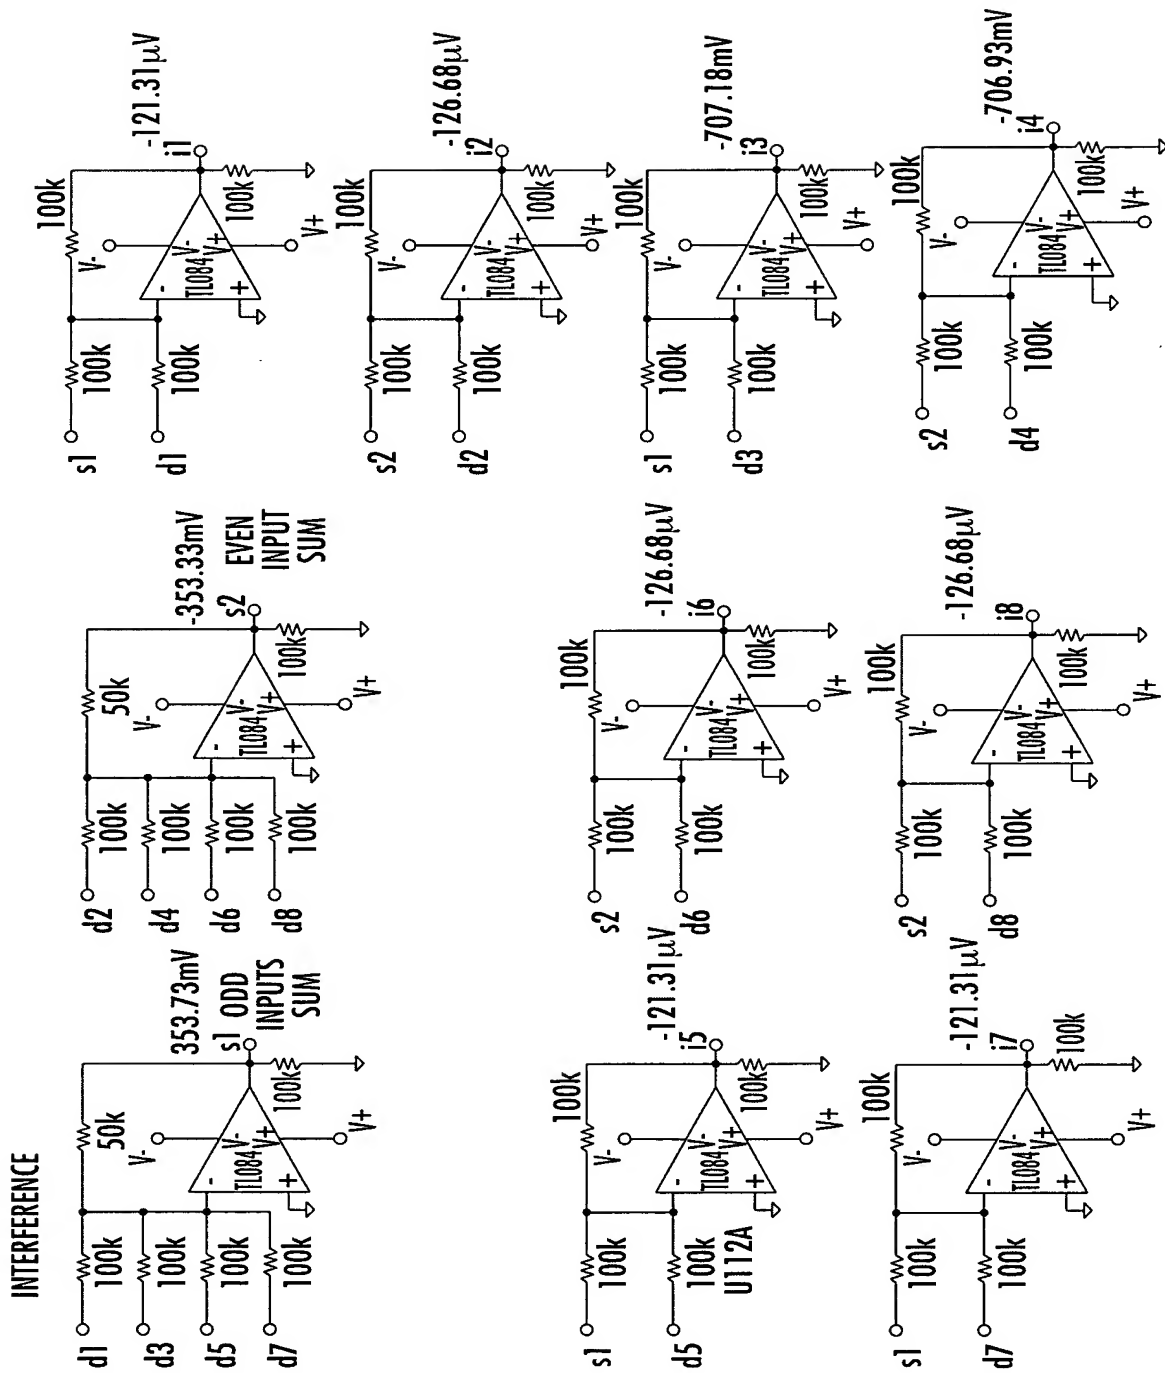 INTERFERENCE
d1
100k
d3
100k
d5
100k
d7
100k
50k
V-
V-
TL084
V+
-
+
V+
100k
353.73mV
s1 ODD
INPUTS
SUM
d2
100k
d4
100k
d6
100k
d8
100k
50k
V-
V-
TL084
V+
-
+
V+
100k
-353.33mV
s2
EVEN
INPUT
SUM
s1
100k
d1
100k
100k
V-
V-
TL084
V+
-
+
V+
100k
-121.31µV
i1
s2
100k
d2
100k
100k
V-
V-
TL084
V+
-
+
V+
100k
-126.68µV
i2
s1
100k
d5
100k
U112A
100k
V-
V-
TL084
V+
-
+
V+
100k
-121.31µV
i5
s2
100k
d6
100k
100k
V-
V-
TL084
V+
-
+
V+
100k
-126.68µV
i6
s1
100k
d3
100k
100k
V-
V-
TL084
V+
-
+
V+
100k
-707.18mV
i3
s1
100k
d7
100k
100k
V-
V-
TL084
V+
-
+
V+
100k
-121.31µV
i7
s2
100k
d8
100k
100k
V-
V-
TL084
V+
-
+
V+
100k
-126.68µV
i8
s2
100k
d4
100k
100k
V-
V-
TL084
V+
-
+
V+
100k
-706.93mV
i4